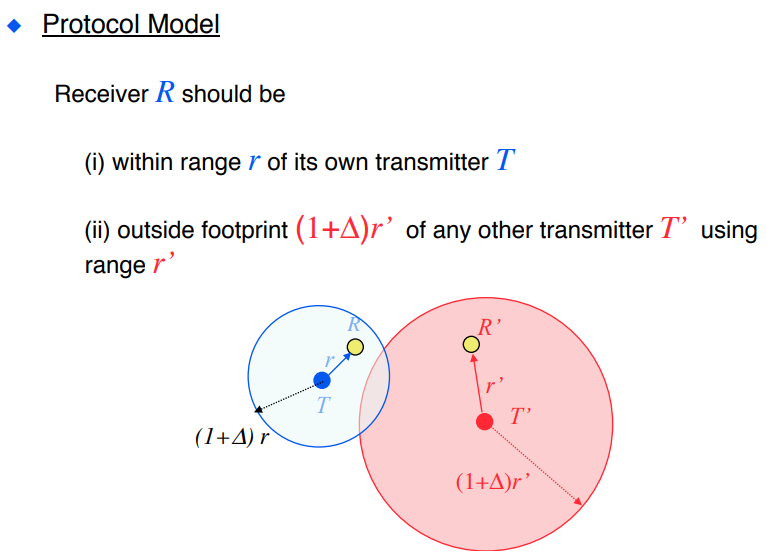 Protocol Model
Receiver R should be
(i) within range r of its own transmitter T
(ii) outside footprint (1+Δ)r’ of any other transmitter T’ using
range r’
R
R’
r
r’
T
T’
(1+Δ) r
(1+Δ)r’